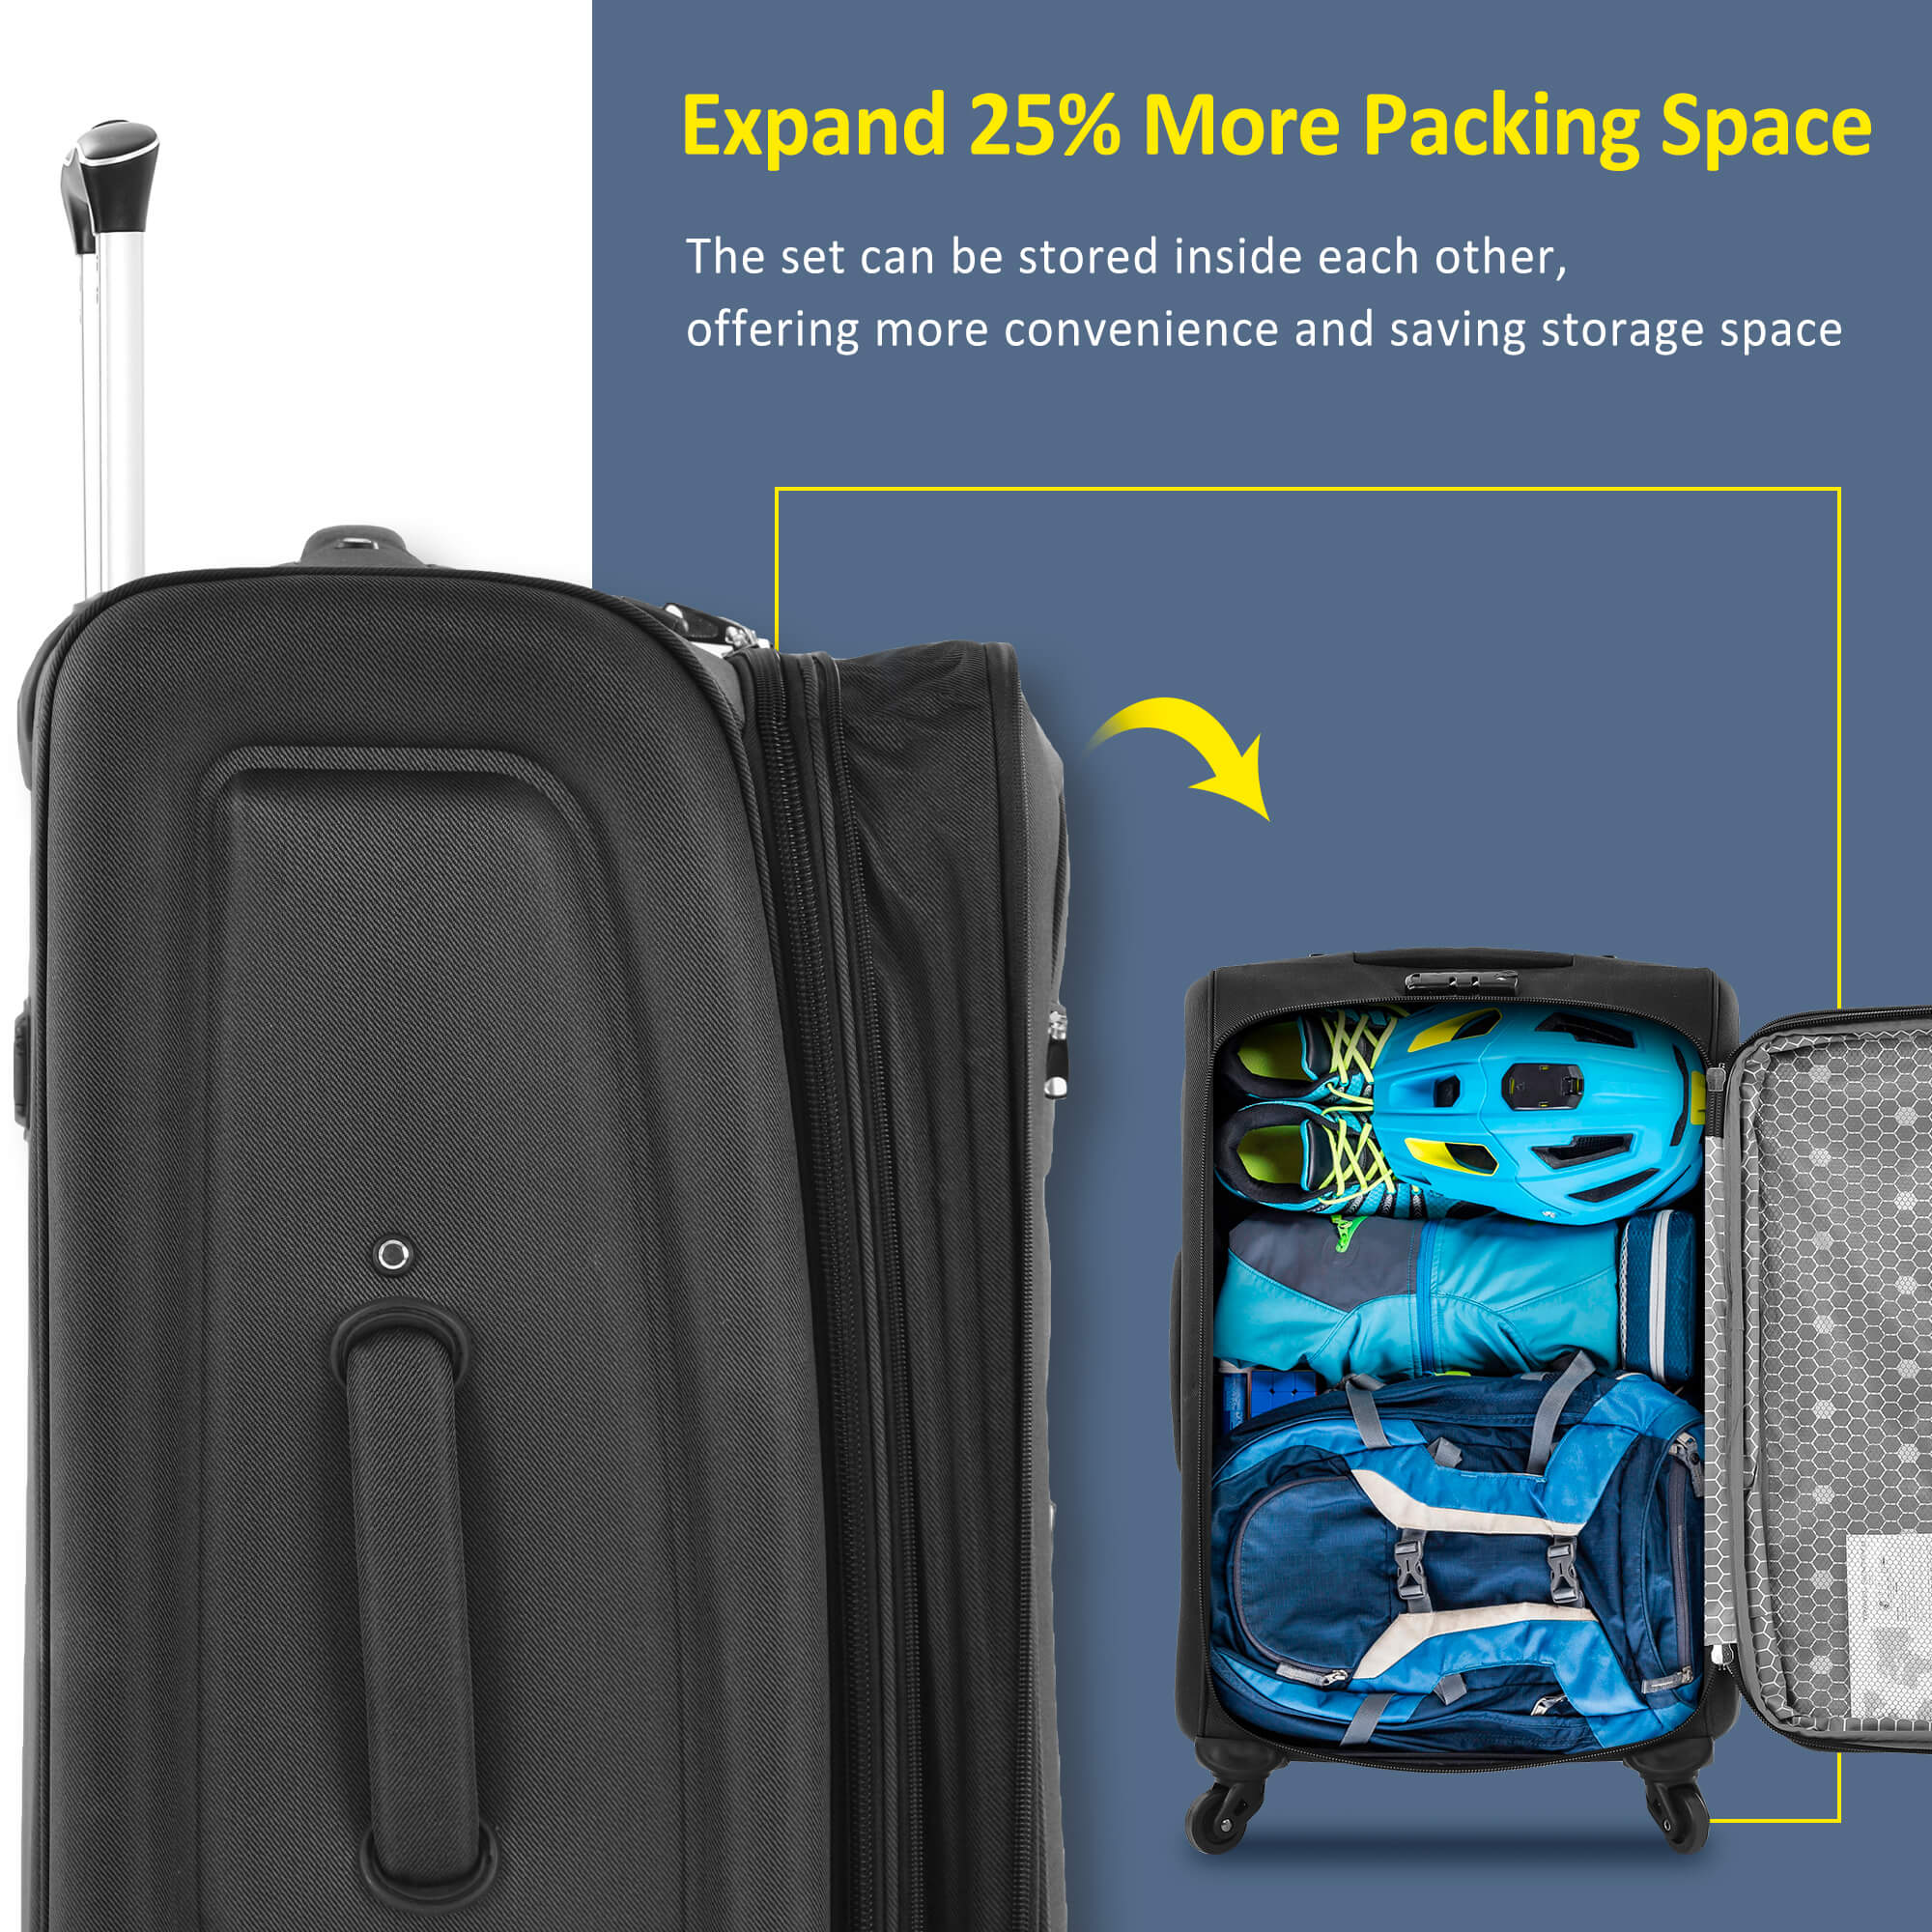 Expand 25% More Packing Space
The set can be stored inside each other,
offering more convenience and saving storage space